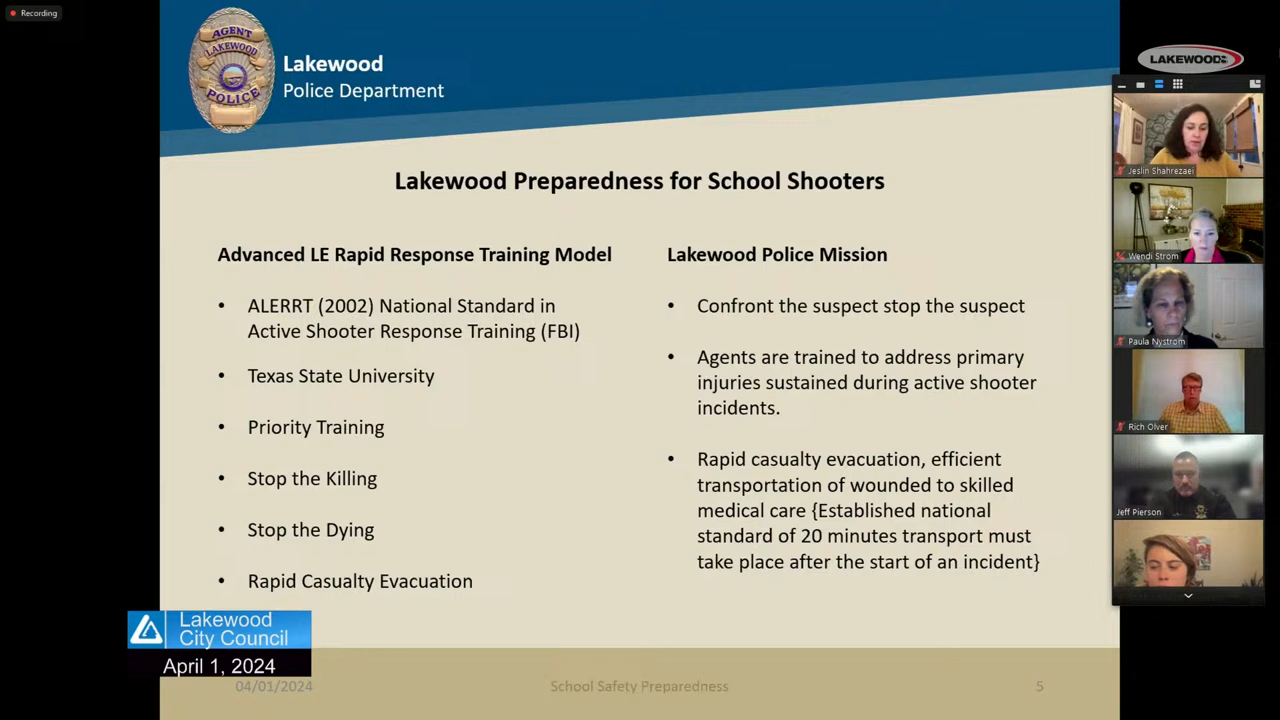 Recording
AGENT
LAKEWOOD
POLICE
Lakewood
Police Department
LAKEWOOD
Lakewood Preparedness for School Shooters
Advanced LE Rapid Response Training Model
• ALERRT (2002) National Standard in
Active Shooter Response Training (FBI)
• Texas State University
• Priority Training
• Stop the Killing
• Stop the Dying
• Rapid Casualty Evacuation
Lakewood Police Mission
• Confront the suspect stop the suspect
• Agents are trained to address primary
injuries sustained during active shooter
incidents.
• Rapid casualty evacuation, efficient
transportation of wounded to skilled
medical care {Established national
standard of 20 minutes transport must
take place after the start of an incident}
Jeslin Shahrezaei
Wendi Strom
Paula Nystrom
Rich Olver
Jeff Pierson
Lakewood
City Council
April 1, 2024
04/01/2024
School Safety Preparedness
5